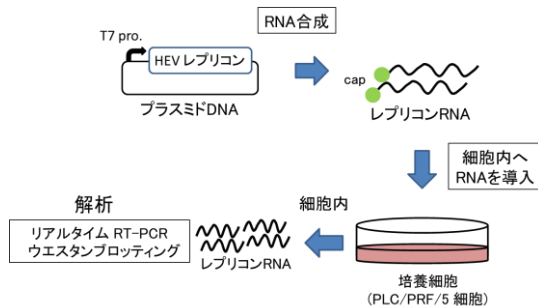 RNA合成
T7 pro.
HEV レプリコン
プラスミドDNA
cap
レプリコンRNA
細胞内へ
RNAを導入
解析
リアルタイム RT-PCR
ウエスタンブロッティング
細胞内
レプリコンRNA
培養細胞
(PLC/PRF/5 細胞)